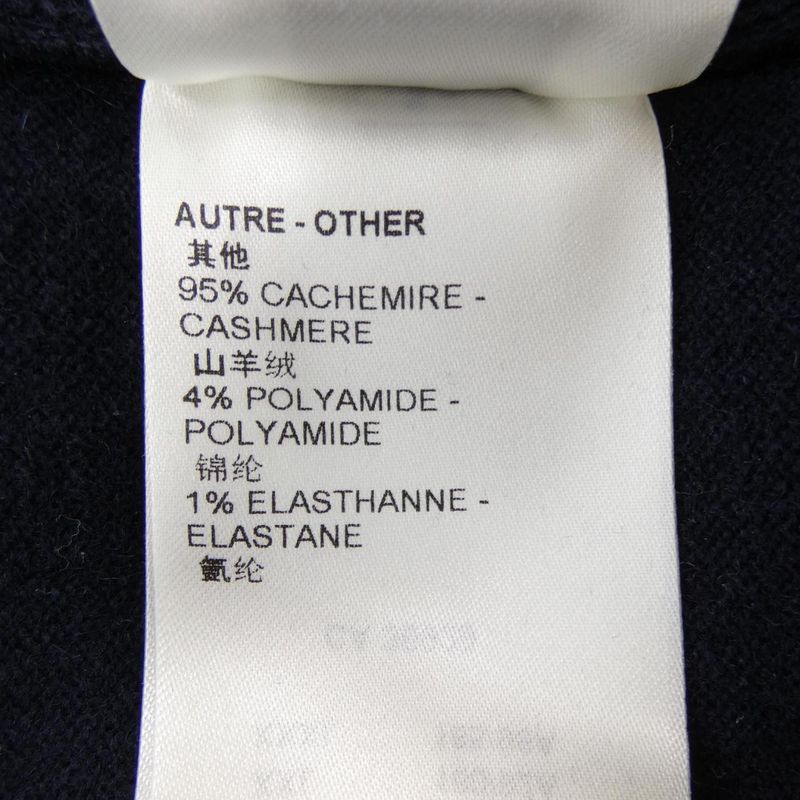 AUTRE - OTHER
其他
95% CACHEMIRE -
CASHMERE
山羊绒
4% POLYAMIDE -
POLYAMIDE
锦纶
1% ELASTHANNE -
ELASTANE
氨纶